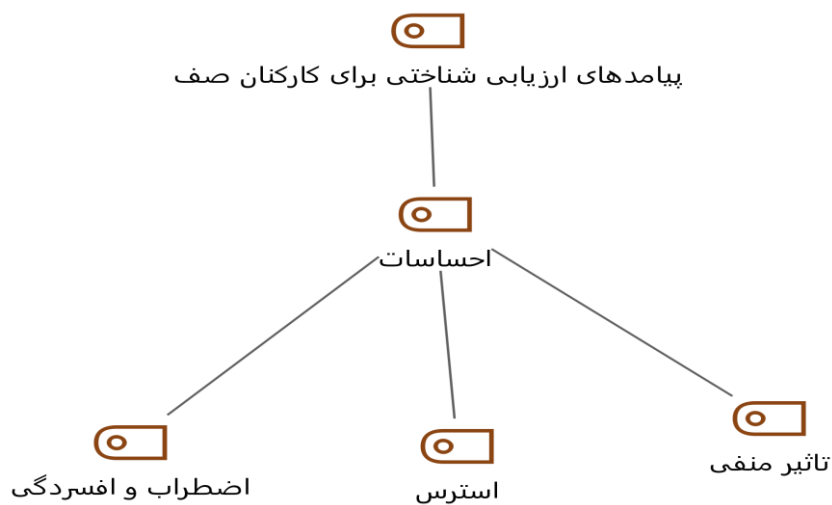 پیامدهای ارزیابی شناختی برای کارکنان صف
احساسات
تاثیر منفی
استرس
اضطراب و افسردگی